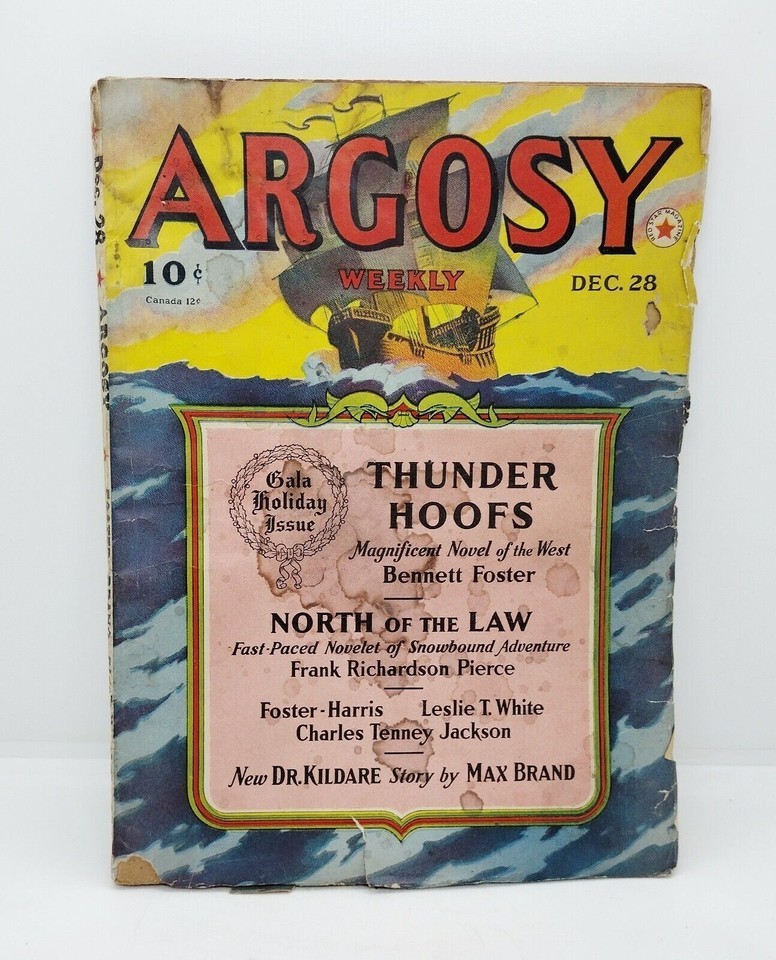 ARGOSY
WEEKLY
10¢
Canada 12¢
DEC. 28
RED STAR MAGAZINE
Gala
Holiday
Issue
THUNDER
HOOFS
Magnificent Novel of the West
Bennett Foster
NORTH OF THE LAW
Fast-Paced Novelet of Snowbound Adventure
Frank Richardson Pierce
Foster-Harris Leslie T. White
Charles Tenney Jackson
New DR. KILDARE Story by MAX BRAND
Dec. 28 ARGOSY